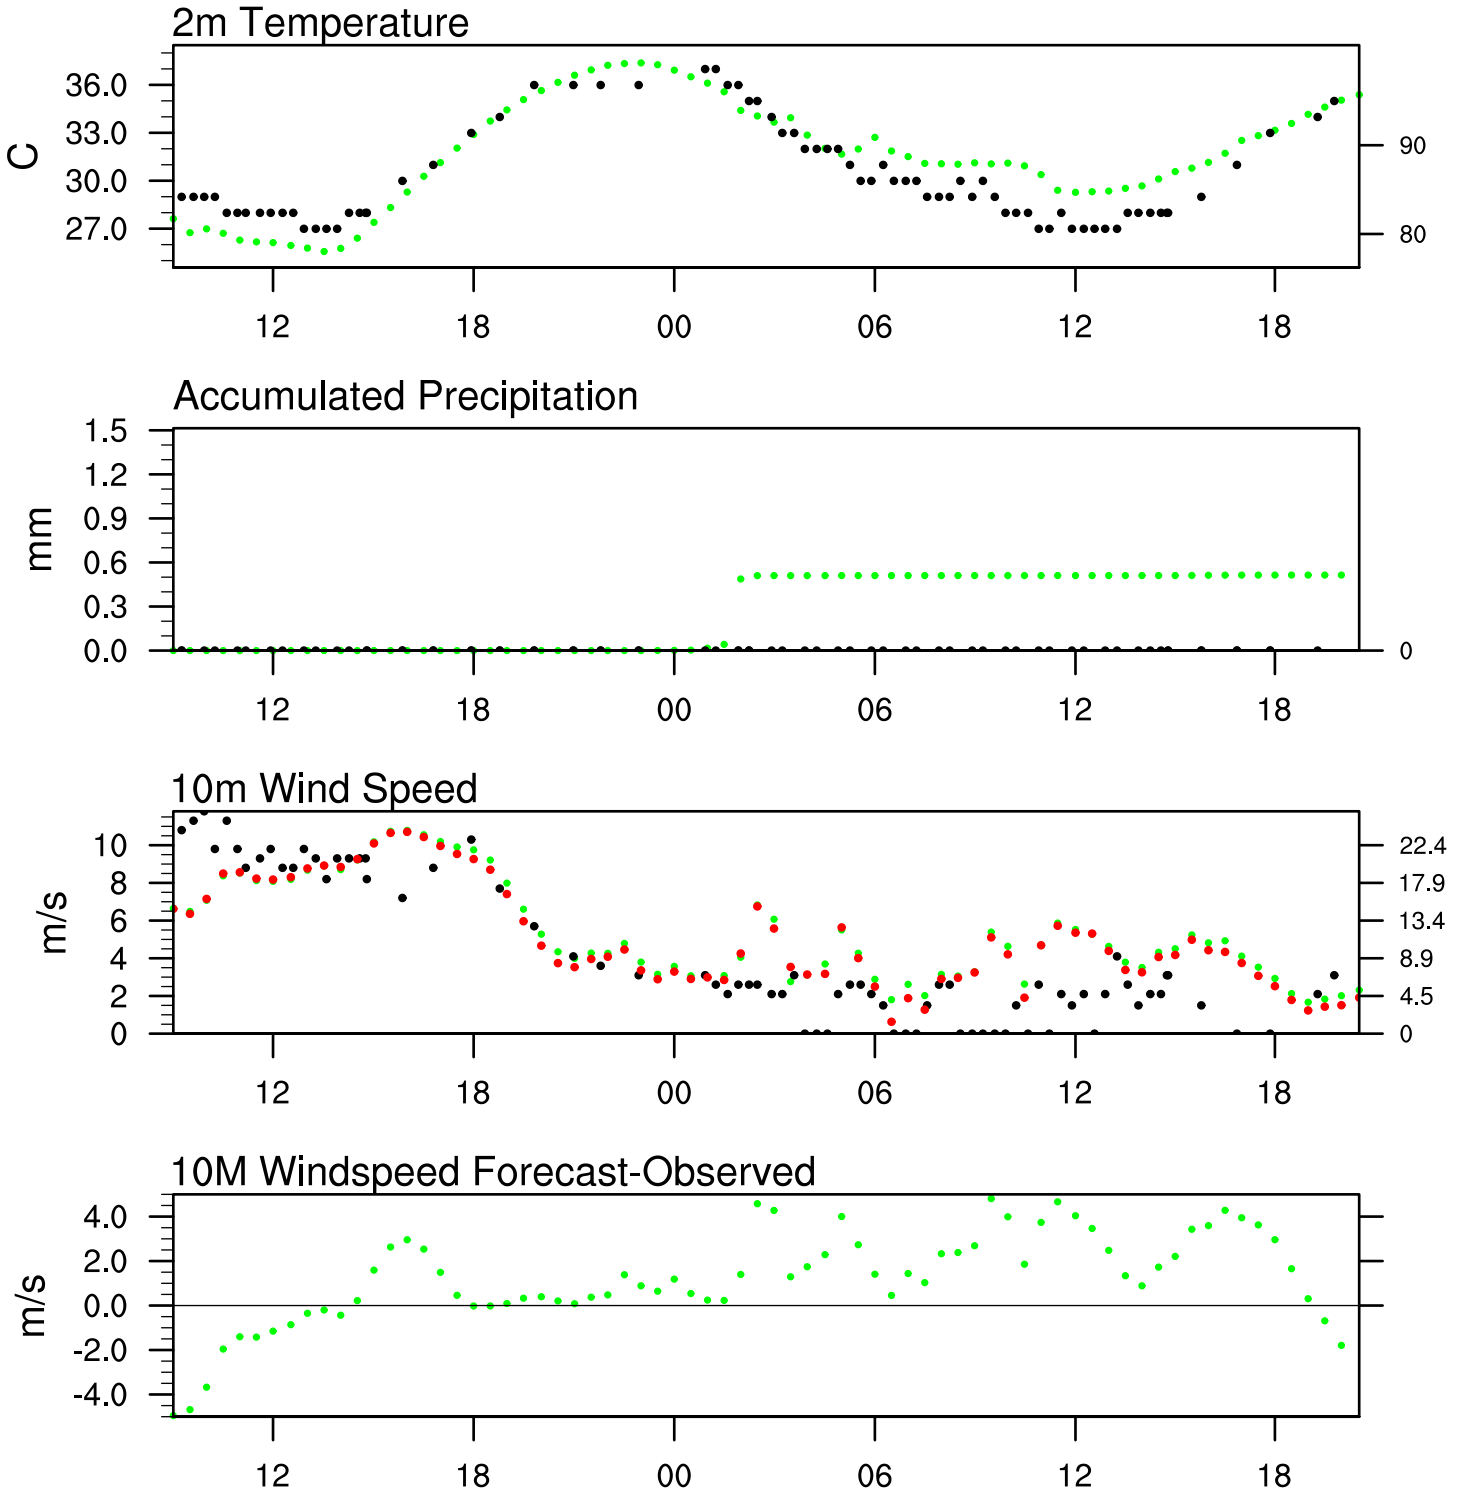 2m Temperature
36.0
33.0
90
C
30.0
27.0
80
12 18 00 06 12 18
Accumulated Precipitation
1.5
1.2
0.9
mm
0.6
0.3
0.0
0
12 18 00 06 12 18
10m Wind Speed
10
22.4
8
17.9
m/s
6
13.4
4
8.9
2
4.5
0
0
12 18 00 06 12 18
10M Windspeed Forecast-Observed
4.0
2.0
m/s
0.0
-2.0
-4.0
12 18 00 06 12 18